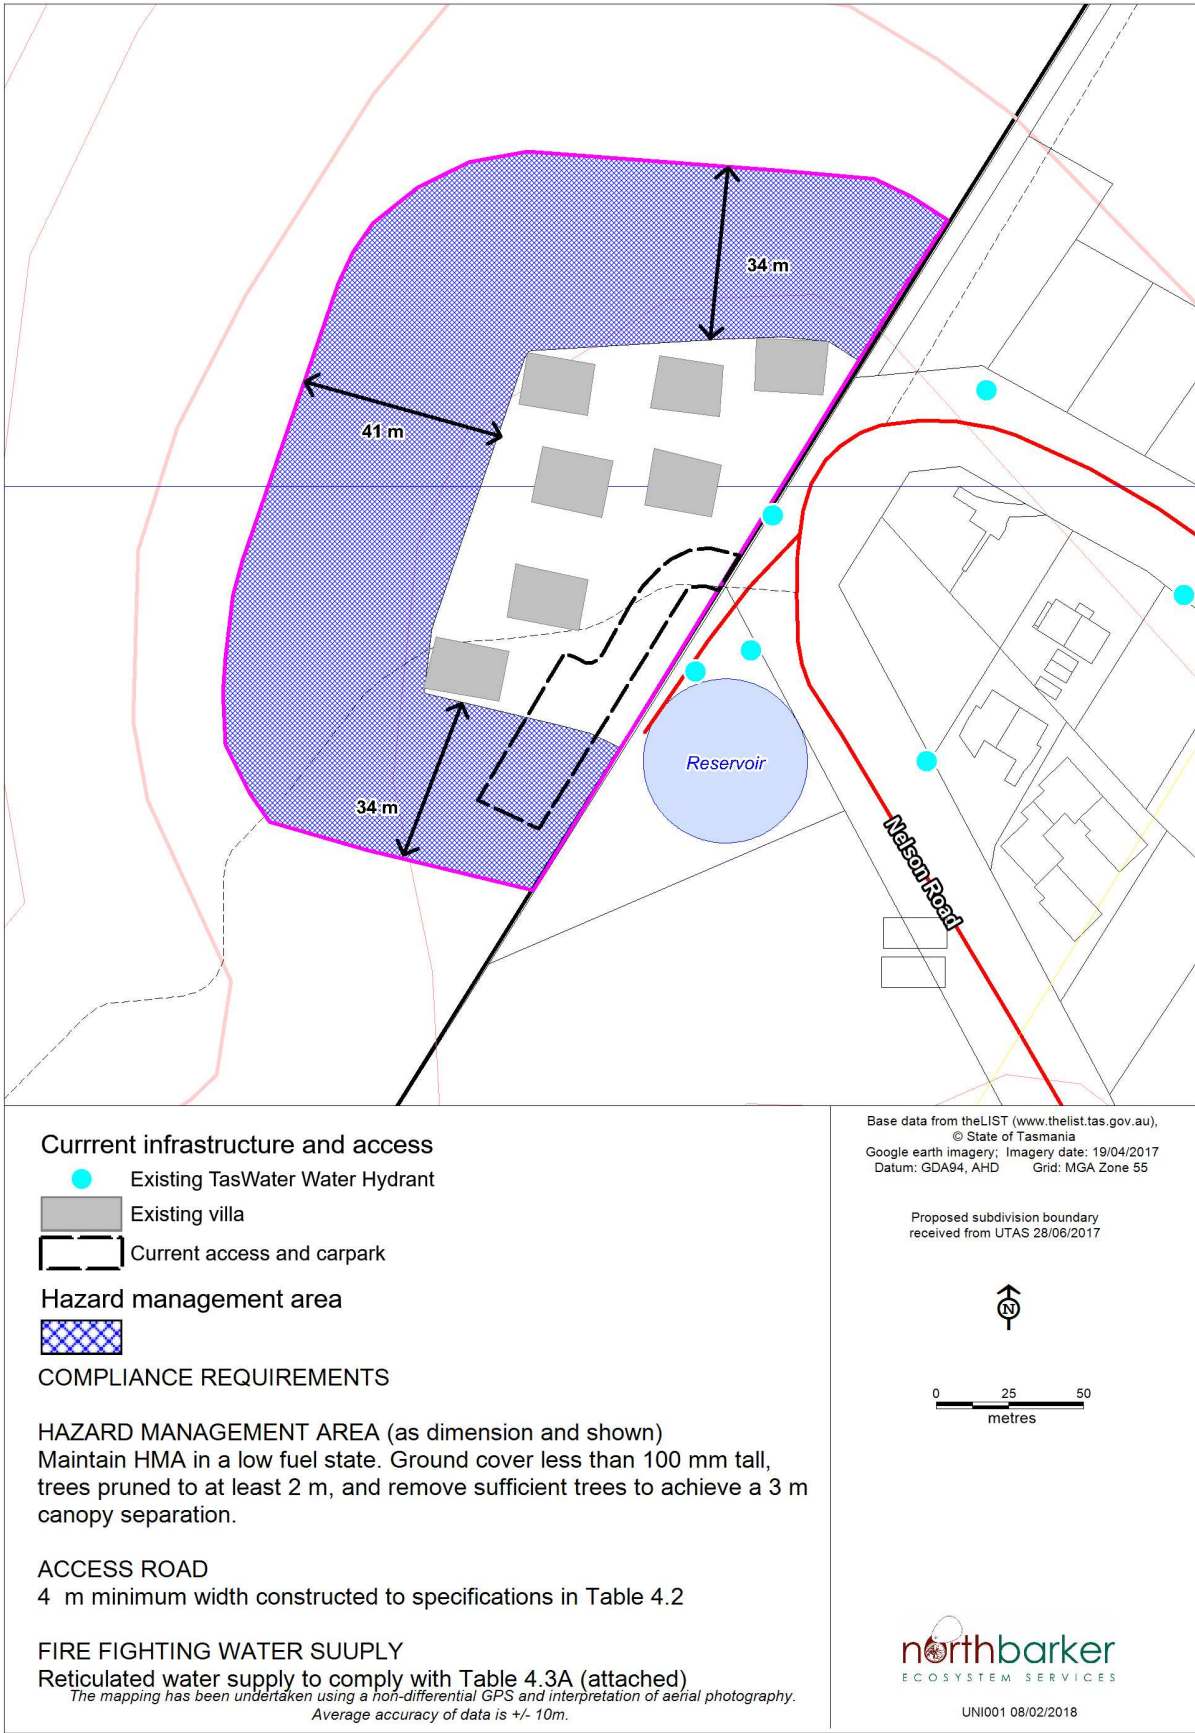 34 m
41 m
34 m
Reservoir
Nelson Road
Currrent infrastructure and access
Existing TasWater Water Hydrant
Existing villa
Current access and carpark
Hazard management area
COMPLIANCE REQUIREMENTS
HAZARD MANAGEMENT AREA (as dimension and shown)
Maintain HMA in a low fuel state. Ground cover less than 100 mm tall,
trees pruned to at least 2 m, and remove sufficient trees to achieve a 3 m
canopy separation.
ACCESS ROAD
4 m minimum width constructed to specifications in Table 4.2
FIRE FIGHTING WATER SUUPLY
Reticulated water supply to comply with Table 4.3A (attached)
The mapping has been undertaken using a non-differential GPS and interpretation of aerial photography.
Average accuracy of data is +/- 10m.
Base data from theLIST (www.thelist.tas.gov.au),
© State of Tasmania
Google earth imagery; Imagery date: 19/04/2017
Datum: GDA94, AHD Grid: MGA Zone 55
Proposed subdivision boundary
received from UTAS 28/06/2017
N
0 25 50
metres
northbarker
ECOSYSTEM SERVICES
UNI001 08/02/2018